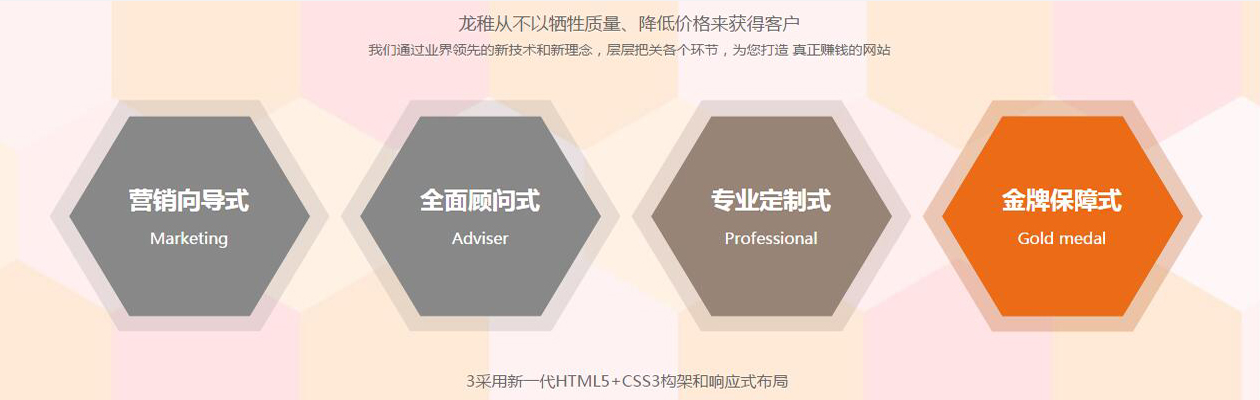 龙稚从不以牺牲质量、降低价格来获得客户
我们通过业界领先的新技术和新理念，层层把关各个环节，为您打造 真正赚钱的网站
营销向导式
Marketing
全面顾问式
Adviser
专业定制式
Professional
金牌保障式
Gold medal
3采用新一代HTML5+CSS3构架和响应式布局